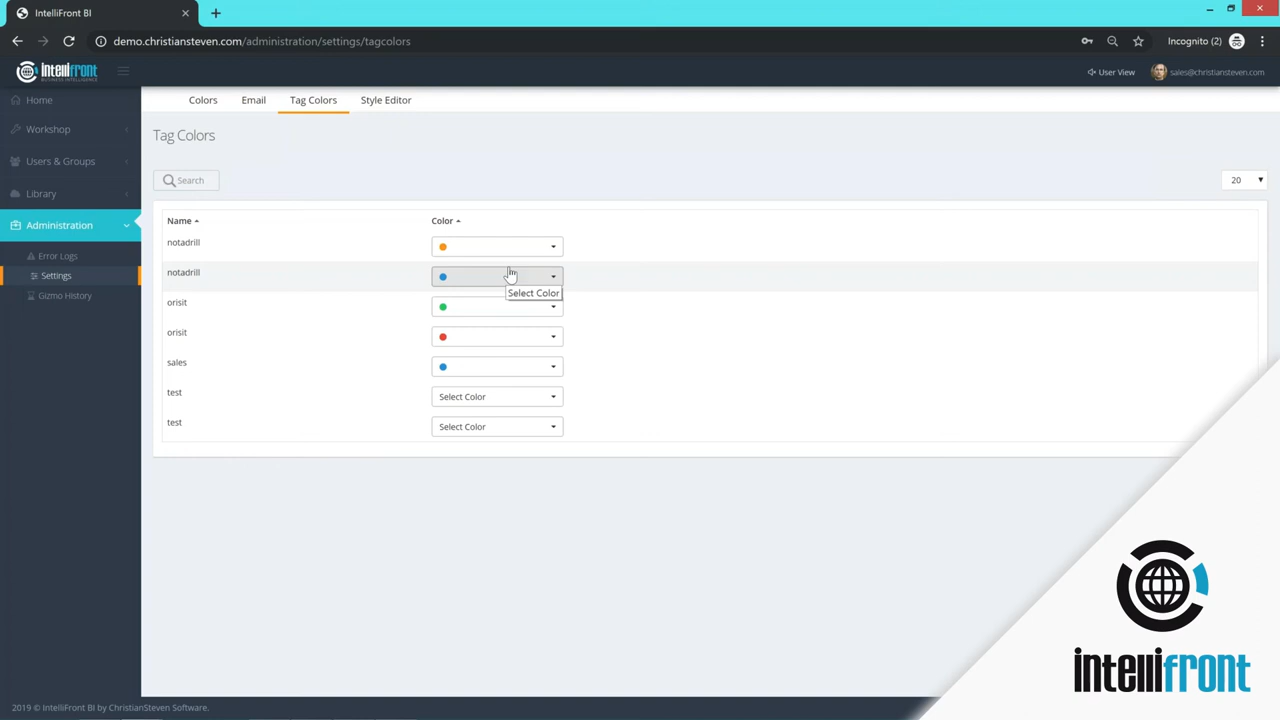 IntelliFront BI
demo.christiansteven.com/administration/settings/tagcolors
Incognito (2)
intellifront
BUSINESS INTELLIGENCE
User View
sales@christiansteven.com
Home
Workshop
Users & Groups
Library
Administration
Error Logs
Settings
Gizmo History
Colors Email Tag Colors Style Editor
Tag Colors
Search
20
Name Color
notadrill
notadrill
Select Color
orisit
orisit
sales
test Select Color
test Select Color
intellifront
2019 © IntelliFront BI by ChristianSteven Software.